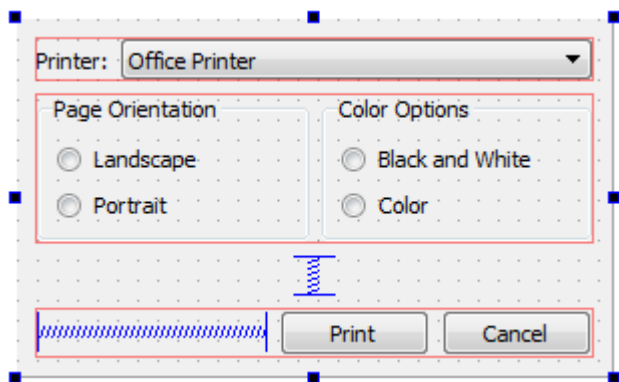 Printer: Office Printer
Page Orientation Color Options
Landscape Black and White
Portrait Color
Print Cancel